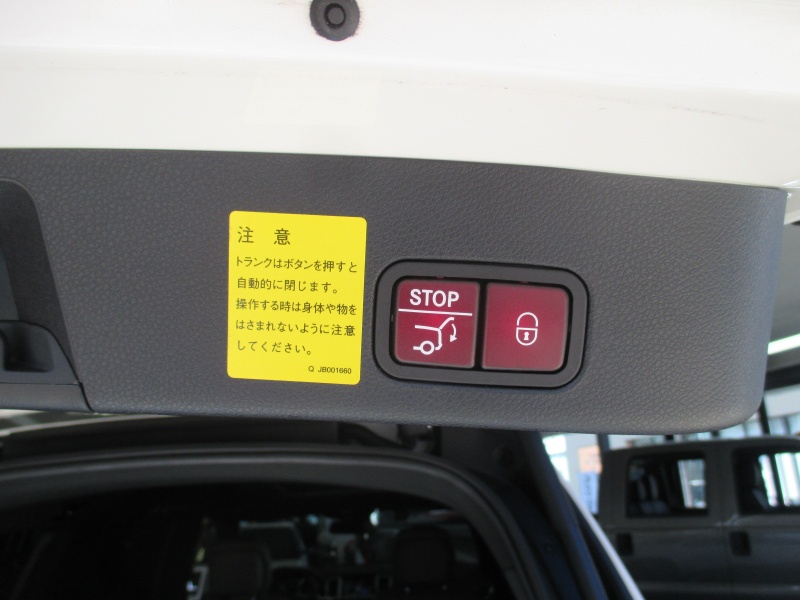 注 意
トランクはボタンを押すと
自動的に閉じます。
操作する時は身体や物を
はさまれないように注意
してください。
Q JB001660
STOP